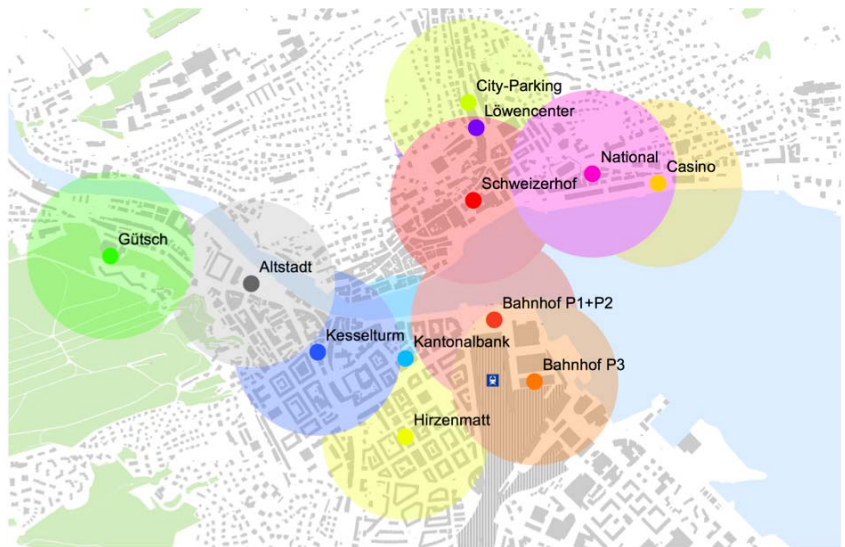 City-Parking
Löwencenter
National
Casino
Schweizerhof
Gütsch
Altstadt
Bahnhof P1+P2
Kesselturm
Kantonalbank
Bahnhof P3
Hirzenmatt